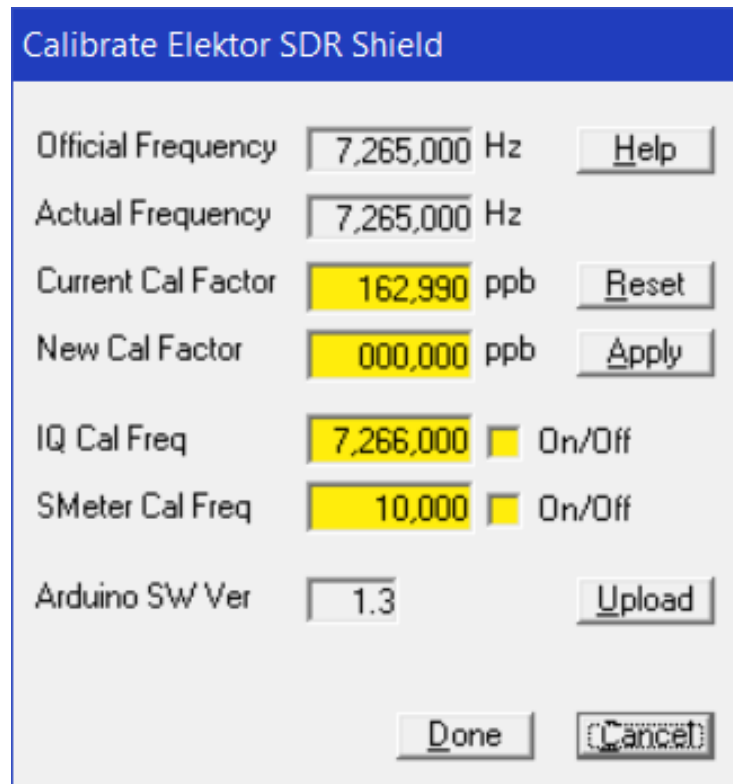 Calibrate Elektor SDR Shield
Official Frequency 7,265,000 Hz Help
Actual Frequency 7,265,000 Hz
Current Cal Factor 162,990 ppb Reset
New Cal Factor 000,000 ppb Apply
IQ Cal Freq 7,266,000 On/Off
SMeter Cal Freq 10,000 On/Off
Arduino SW Ver 1.3 Upload
Done Cancel